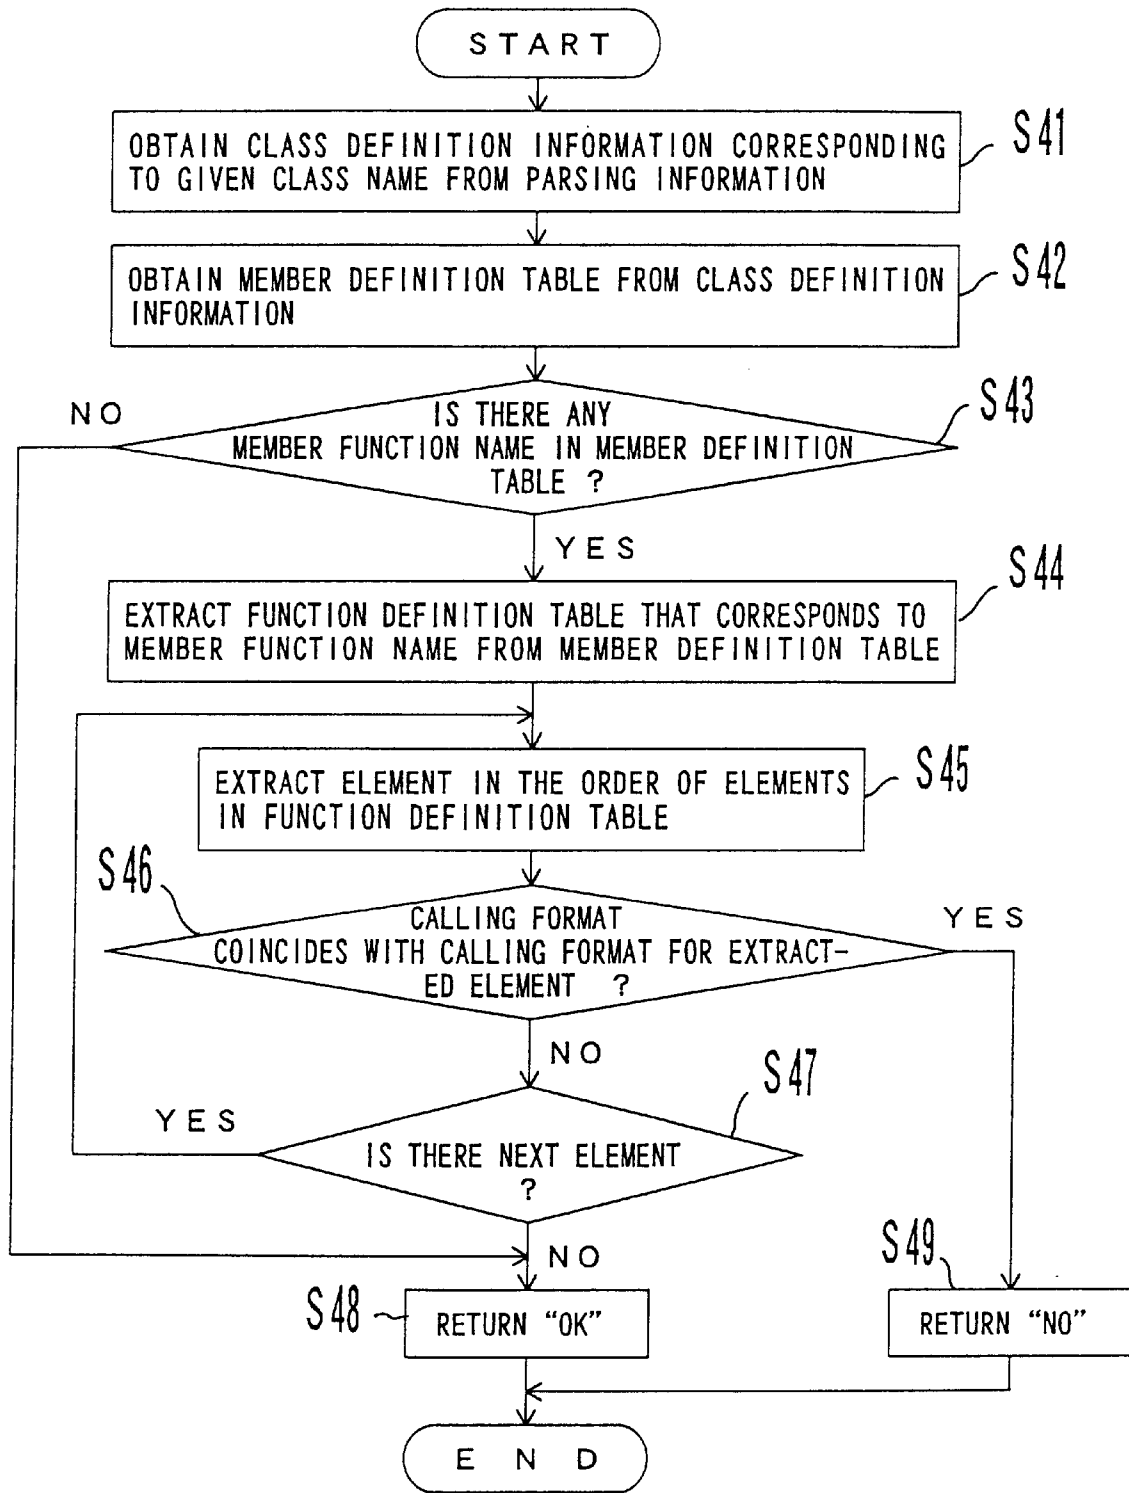 START
OBTAIN CLASS DEFINITION INFORMATION CORRESPONDING
TO GIVEN CLASS NAME FROM PARSING INFORMATION
S41
OBTAIN MEMBER DEFINITION TABLE FROM CLASS DEFINITION
INFORMATION
S42
NO
IS THERE ANY
MEMBER FUNCTION NAME IN MEMBER DEFINITION
TABLE ?
S43
YES
EXTRACT FUNCTION DEFINITION TABLE THAT CORRESPONDS TO
MEMBER FUNCTION NAME FROM MEMBER DEFINITION TABLE
S44
EXTRACT ELEMENT IN THE ORDER OF ELEMENTS
IN FUNCTION DEFINITION TABLE
S45
S46
CALLING FORMAT
COINCIDES WITH CALLING FORMAT FOR EXTRACT-
ED ELEMENT ?
YES
NO
S47
YES
IS THERE NEXT ELEMENT
?
NO
S48
RETURN “OK”
S49
RETURN “NO”
END